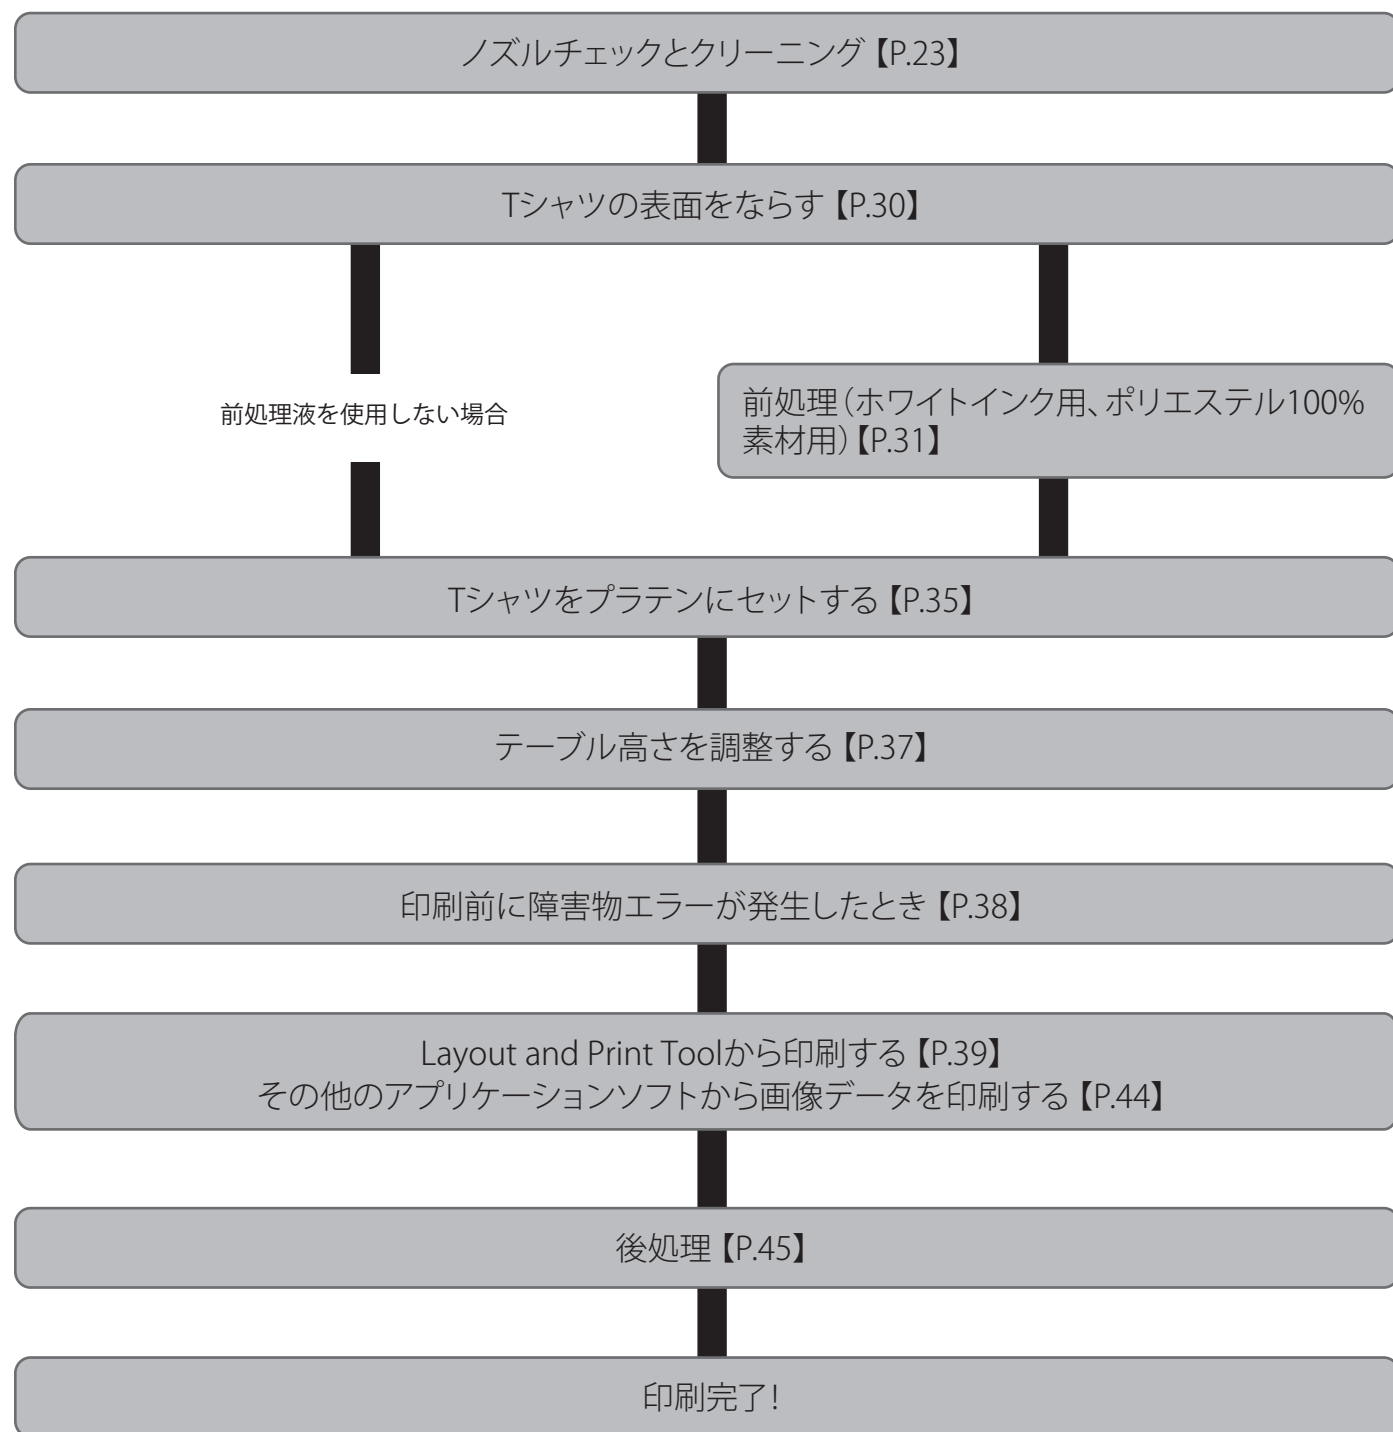 ノズルチェックとクリーニング【P.23】
Tシャツの表面をならす【P.30】
前処理液を使用しない場合
前処理（ホワイトインク用、ポリエステル100%
素材用）【P.31】
Tシャツをプラテンにセットする【P.35】
テーブル高さを調整する【P.37】
印刷前に障害物エラーが発生したとき【P.38】
Layout and Print Toolから印刷する【P.39】
その他のアプリケーションソフトから画像データを印刷する【P.44】
後処理【P.45】
印刷完了！